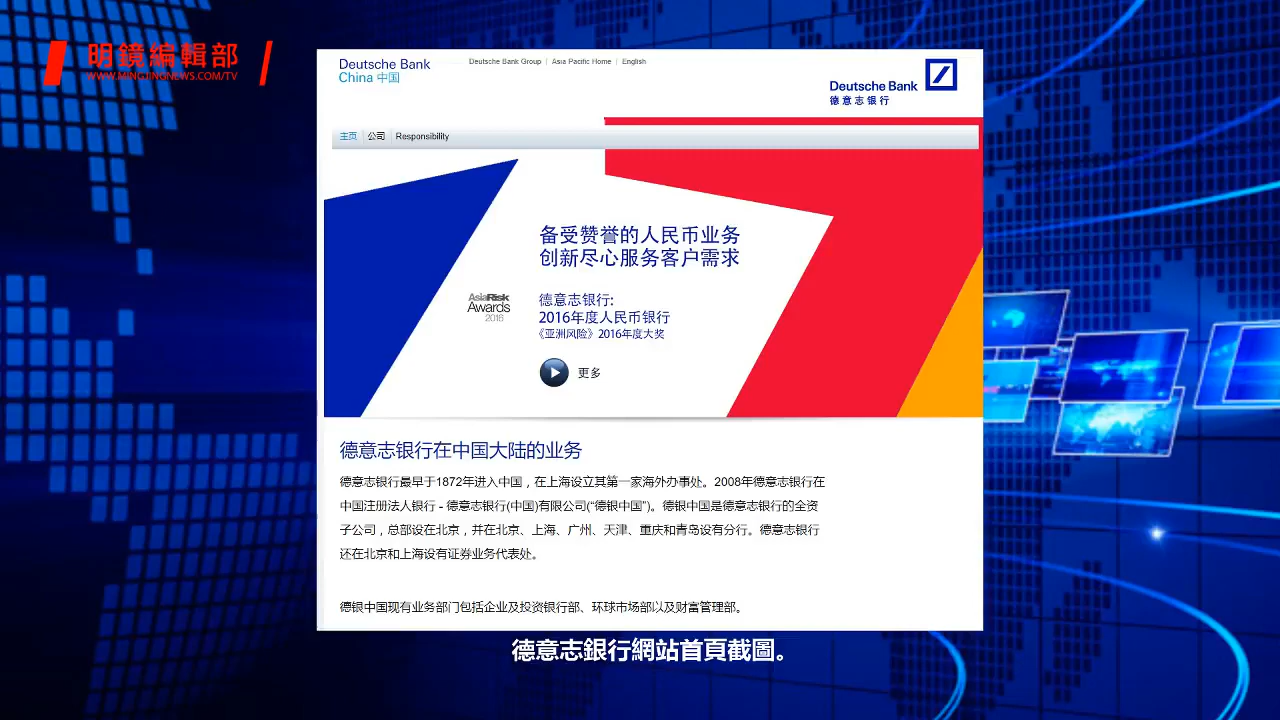 明鏡編輯部
WWW.MINGJINGNEWS.COM/TV
Deutsche Bank
China 中国
Deutsche Bank Group | Asia Pacific Home | English
Deutsche Bank
德意志银行
主页 公司 Responsibility
备受赞誉的人民币业务
创新尽心服务客户需求
AsiaRisk
Awards
2016
德意志银行:
2016年度人民币银行
《亚洲风险》2016年度大奖
更多
德意志银行在中国大陆的业务
德意志银行最早于1872年进入中国，在上海设立其第一家海外办事处。2008年德意志银行在
中国注册法人银行 - 德意志银行(中国)有限公司(“德银中国”)。德银中国是德意志银行的全资
子公司，总部设在北京，并在北京、上海、广州、天津、重庆和青岛设有分行。德意志银行
还在北京和上海设有证券业务代表处。
德银中国现有业务部门包括企业及投资银行部、环球市场部以及财富管理部。
德意志銀行網站首頁截圖。